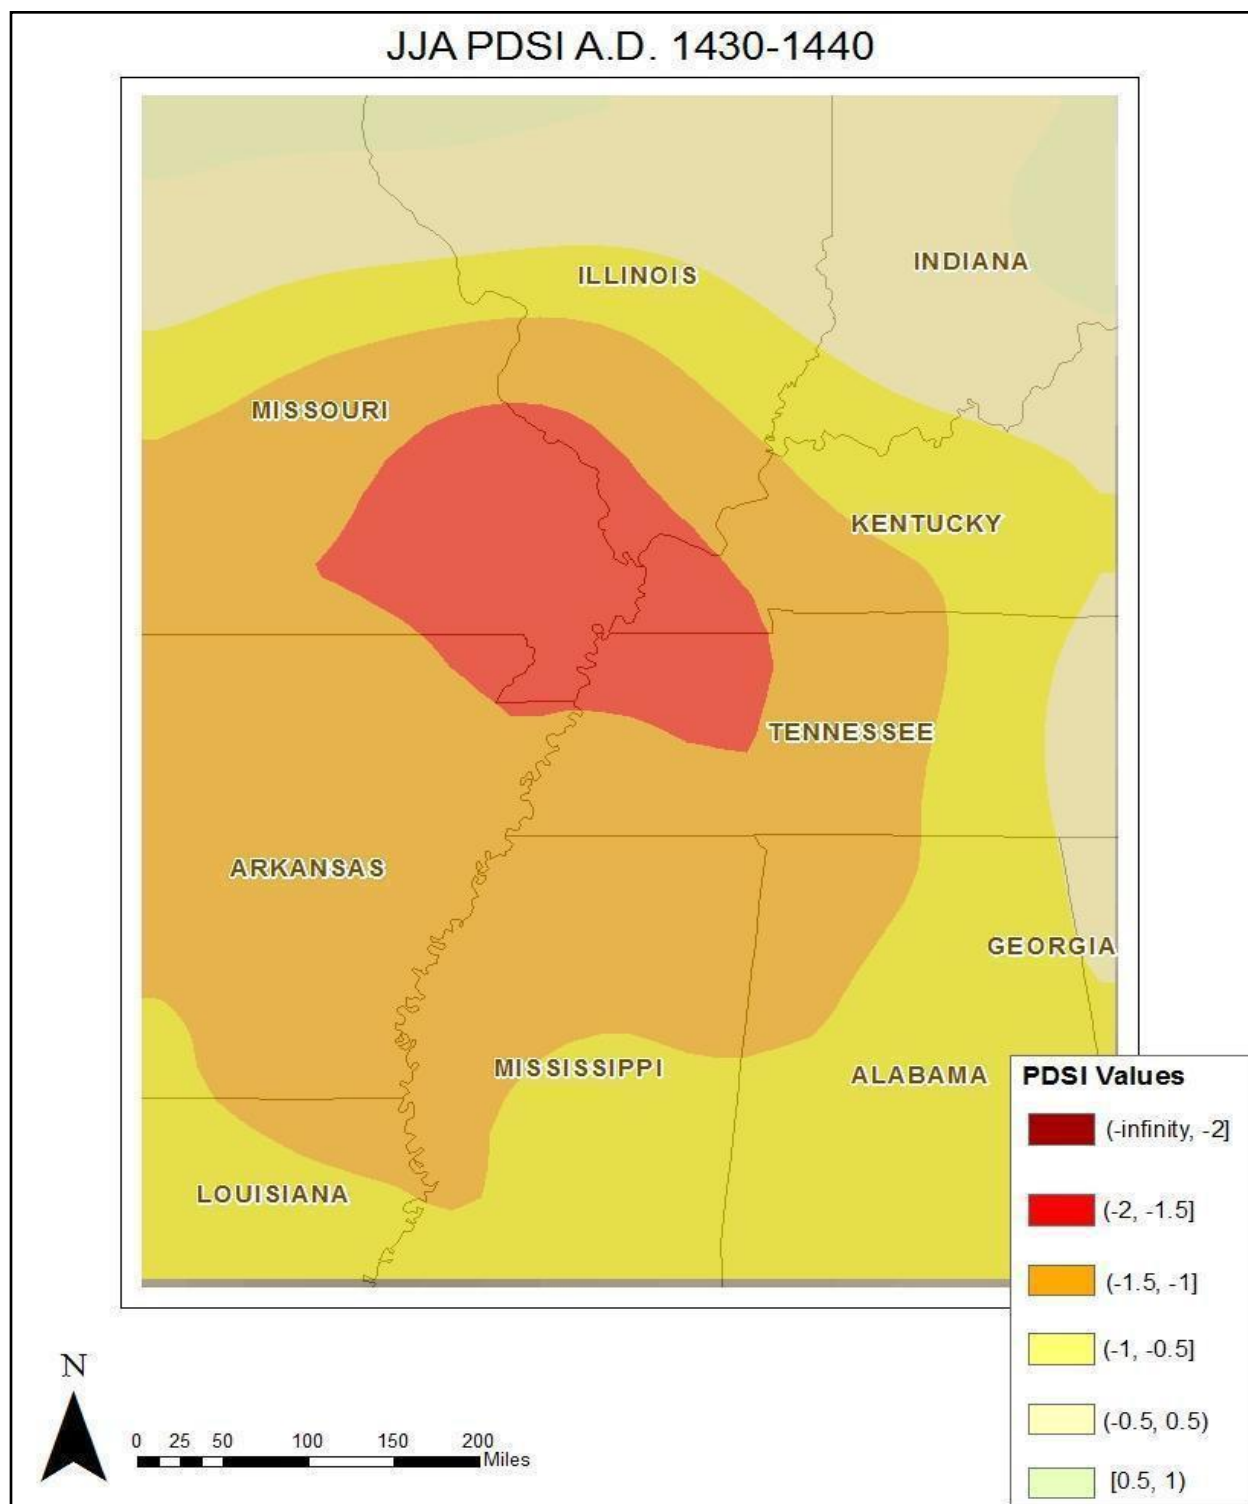 JJA PDSI A.D. 1430-1440
ILLINOIS
INDIANA
MISSOURI
KENTUCKY
TENNESSEE
ARKANSAS
GEORGIA
MISSISSIPPI
ALABAMA
LOUISIANA
PDSI Values
(-infinity, -2]
(-2, -1.5]
(-1.5, -1]
(-1, -0.5]
(-0.5, 0.5)
[0.5, 1)
N
0 25 50 100 150 200
Miles